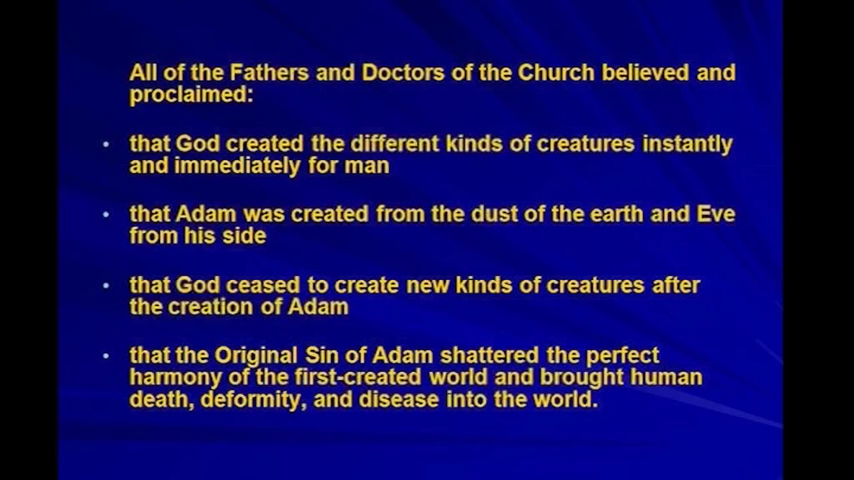 All of the Fathers and Doctors of the Church believed and
proclaimed:
• that God created the different kinds of creatures instantly
and immediately for man
• that Adam was created from the dust of the earth and Eve
from his side
• that God ceased to create new kinds of creatures after
the creation of Adam
• that the Original Sin of Adam shattered the perfect
harmony of the first-created world and brought human
death, deformity, and disease into the world.